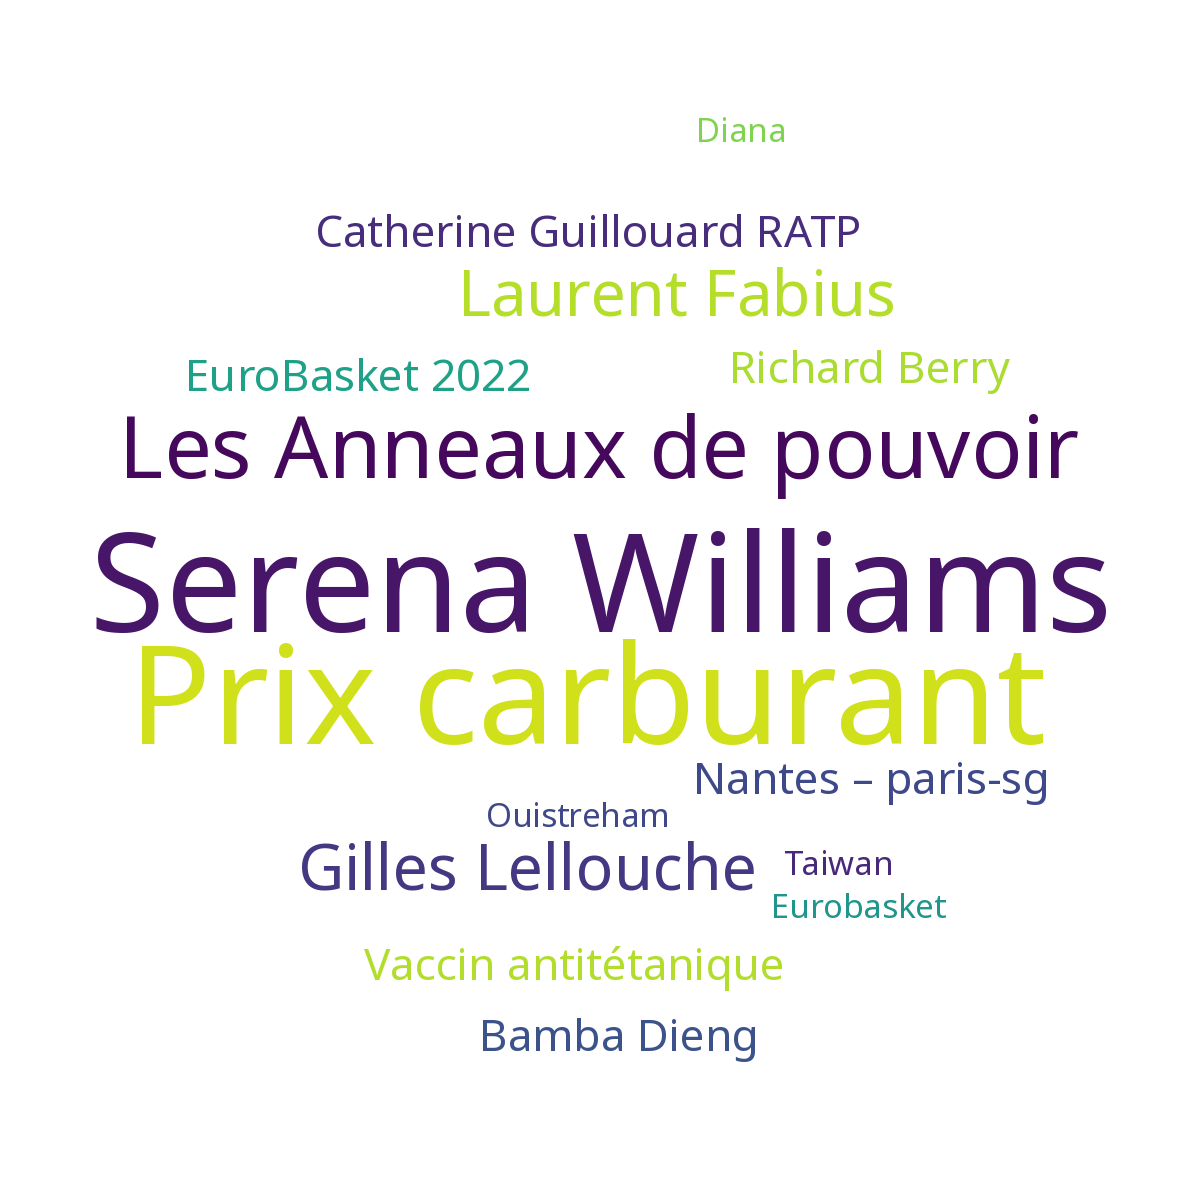 Diana
Catherine Guillouard RATP
Laurent Fabius
Richard Berry
EuroBasket 2022
Les Anneaux de pouvoir
Serena Williams
Prix carburant
Nantes – paris-sg
Ouistreham
Gilles Lellouche
Taiwan
Eurobasket
Vaccin antitétanique
Bamba Dieng